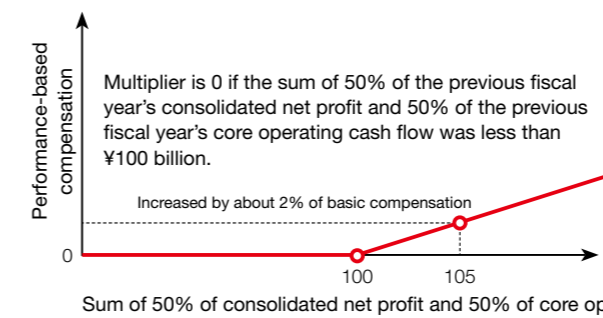 Performance-based
compensation
Multiplier is 0 if the sum of 50% of the previous fiscal
year's consolidated net profit and 50% of the previous
fiscal year's core operating cash flow was less than
¥100 billion.
Increased by about 2% of basic compensation
0
100
105
Sum of 50% of consolidated net profit and 50% of core op